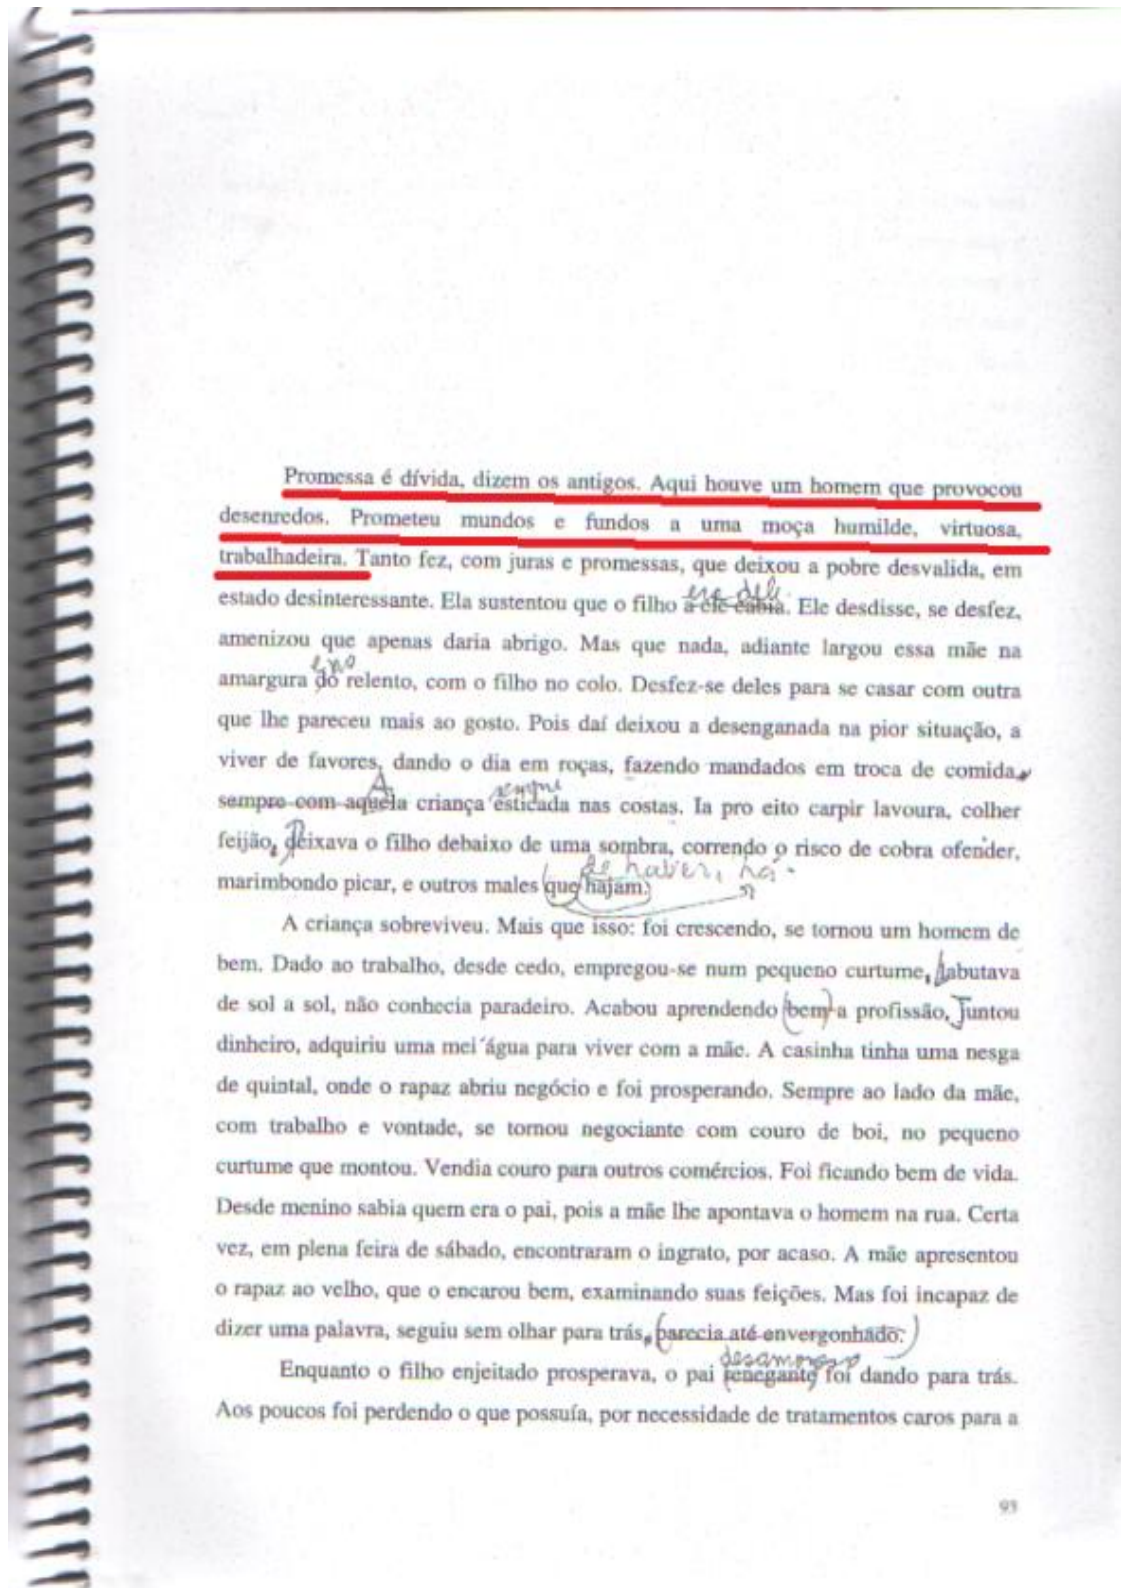 Promessa é dívida, dizem os antigos. Aqui houve um homem que provocou
desenredos. Prometeu mundos e fundos a uma moça humilde, virtuosa,
trabalhadeira. Tanto fez, com juras e promessas, que deixou a pobre desvalida, em
era dele
estado desinteressante. Ela sustentou que o filho a ele cabia. Ele desdisse, se desfez,
amenizou que apenas daria abrigo. Mas que nada, adiante largou essa mãe na
e no
amargura do relento, com o filho no colo. Desfez-se deles para se casar com outra
que lhe pareceu mais ao gosto. Pois daí deixou a desenganada na pior situação, a
viver de favores, dando o dia em roças, fazendo mandados em troca de comida,
A sempre
sempre com aquela criança esticada nas costas. Ia pro eito carpir lavoura, colher
feijão, deixava o filho debaixo de uma sombra, correndo o risco de cobra ofender,
de haver, há.
marimbondo picar, e outros males que hajam.
A criança sobreviveu. Mais que isso: foi crescendo, se tornou um homem de
bem. Dado ao trabalho, desde cedo, empregou-se num pequeno curtume, labutava
de sol a sol, não conhecia paradeiro. Acabou aprendendo bem a profissão, Juntou
dinheiro, adquiriu uma mei´água para viver com a mãe. A casinha tinha uma nesga
de quintal, onde o rapaz abriu negócio e foi prosperando. Sempre ao lado da mãe,
com trabalho e vontade, se tornou negociante com couro de boi, no pequeno
curtume que montou. Vendia couro para outros comércios. Foi ficando bem de vida.
Desde menino sabia quem era o pai, pois a mãe lhe apontava o homem na rua. Certa
vez, em plena feira de sábado, encontraram o ingrato, por acaso. A mãe apresentou
o rapaz ao velho, que o encarou bem, examinando suas feições. Mas foi incapaz de
dizer uma palavra, seguiu sem olhar para trás, parecia até envergonhado.
desamoroso
Enquanto o filho enjeitado prosperava, o pai renegante foi dando para trás.
Aos poucos foi perdendo o que possuía, por necessidade de tratamentos caros para a
93